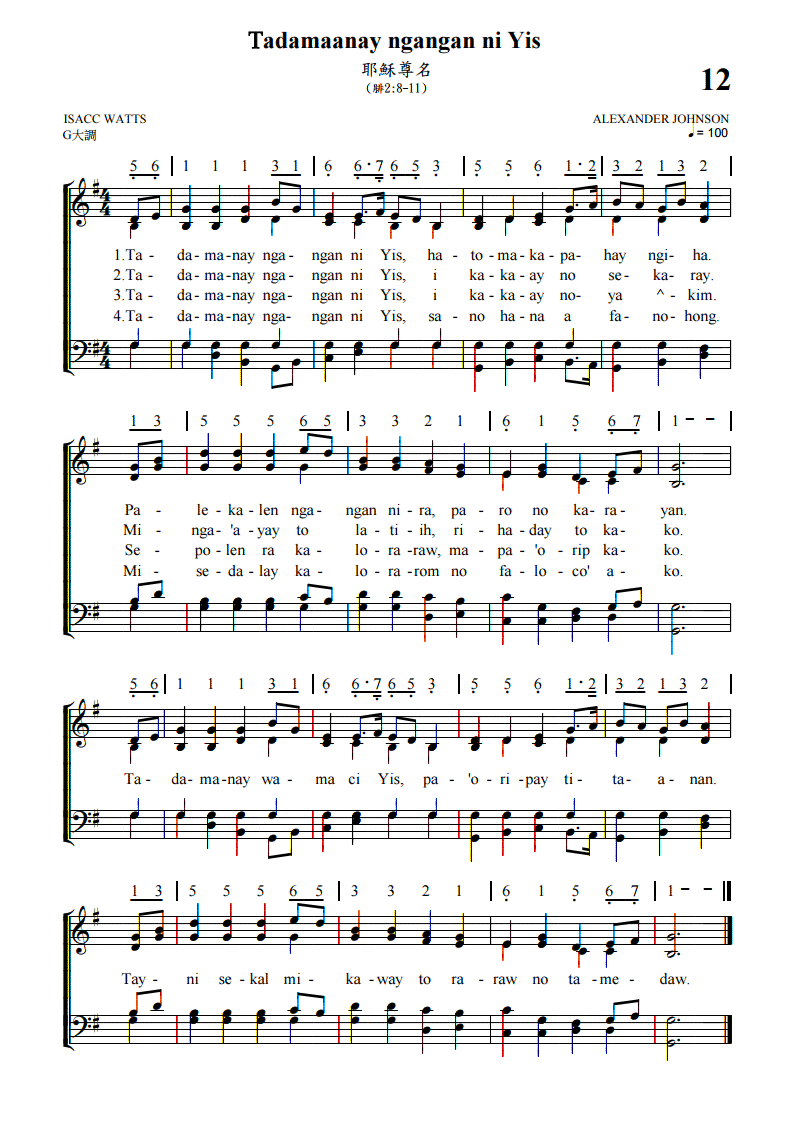 Tadamaanay ngangan ni Yis
耶穌尊名
(腓2:8-11)
12
ISACC WATTS
ALEXANDER JOHNSON
G大調
♩ = 100
5̣ 6̣ | 1 1 1 3 1 | 6̣ 6̣·7̣ 6̣ 5̣ 3̣ | 5̣ 5̣ 6̣ 1·2 | 3 2 1 3 2 |
1.Ta - da-ma-nay nga-ngan ni Yis, ha-to-ma-ka-pa-hay ngi-ha.
2.Ta - da-ma-nay nga-ngan ni Yis, i ka-ka-ay no se-ka-ray.
3.Ta - da-ma-nay nga-ngan ni Yis, i ka-ka-ay no-ya ^-kim.
4.Ta - da-ma-nay nga-ngan ni Yis, sa-no ha-na a fa-no-hong.
1 3 | 5 5 5 6 5 | 3 3 2 1 | 6̣ 1 5̣ 6̣ 7̣ | 1 - - |
Pa - le-ka-len nga-ngan ni-ra, pa-ro no ka-ra-yan.
Mi - nga-'a-yay to la-ti-ih, ri-ha-day to ka-ko.
Se - po-len ra ka-lo-ra-raw, ma-pa-'o-rip ka-ko.
Mi - se-da-lay ka-lo-ra-rom no fa-lo-co' a-ko.
5̣ 6̣ | 1 1 1 3 1 | 6̣ 6̣·7̣ 6̣ 5̣ 3̣ | 5̣ 5̣ 6̣ 1·2 | 3 2 1 3 2 |
Ta - da-ma-nay wa-ma ci Yis, pa-'o-ri-pay ti-ta-a-nan.
1 3 | 5 5 5 6 5 | 3 3 2 1 | 6̣ 1 5̣ 6̣ 7̣ | 1 - - ||
Tay - ni se-kal mi-ka-way to ra-raw no ta-me-daw.